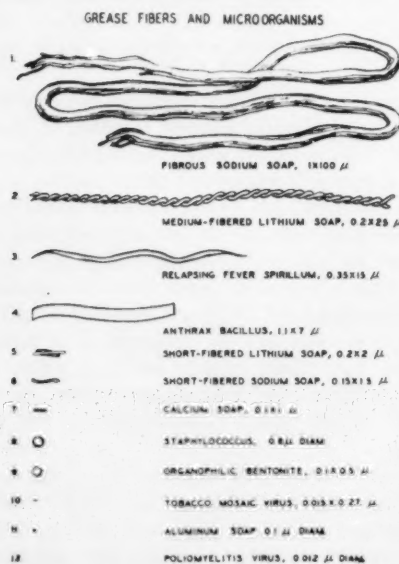 GREASE FIBERS AND MICROORGANISMS
1.
FIBROUS SODIUM SOAP, 1X100 μ
2.
MEDIUM-FIBERED LITHIUM SOAP, 0.2X25 μ
3.
RELAPSING FEVER SPIRILLUM, 0.35X15 μ
4.
ANTHRAX BACILLUS, 1.1 X 7 μ
5 SHORT-FIBERED LITHIUM SOAP, 0.2X2 μ
6 SHORT-FIBERED SODIUM SOAP, 0.15X1.5 μ
7 CALCIUM SOAP, 0.1X1 μ
8 STAPHYLOCOCCUS, 0.8 μ DIAM
9 ORGANOPHILIC BENTONITE, 0.1X0.5 μ
10 TOBACCO MOSAIC VIRUS, 0.015X0.27 μ
11 ALUMINUM SOAP 0.1 μ DIAM
12 POLIOMYELITIS VIRUS, 0.012 μ DIAM.